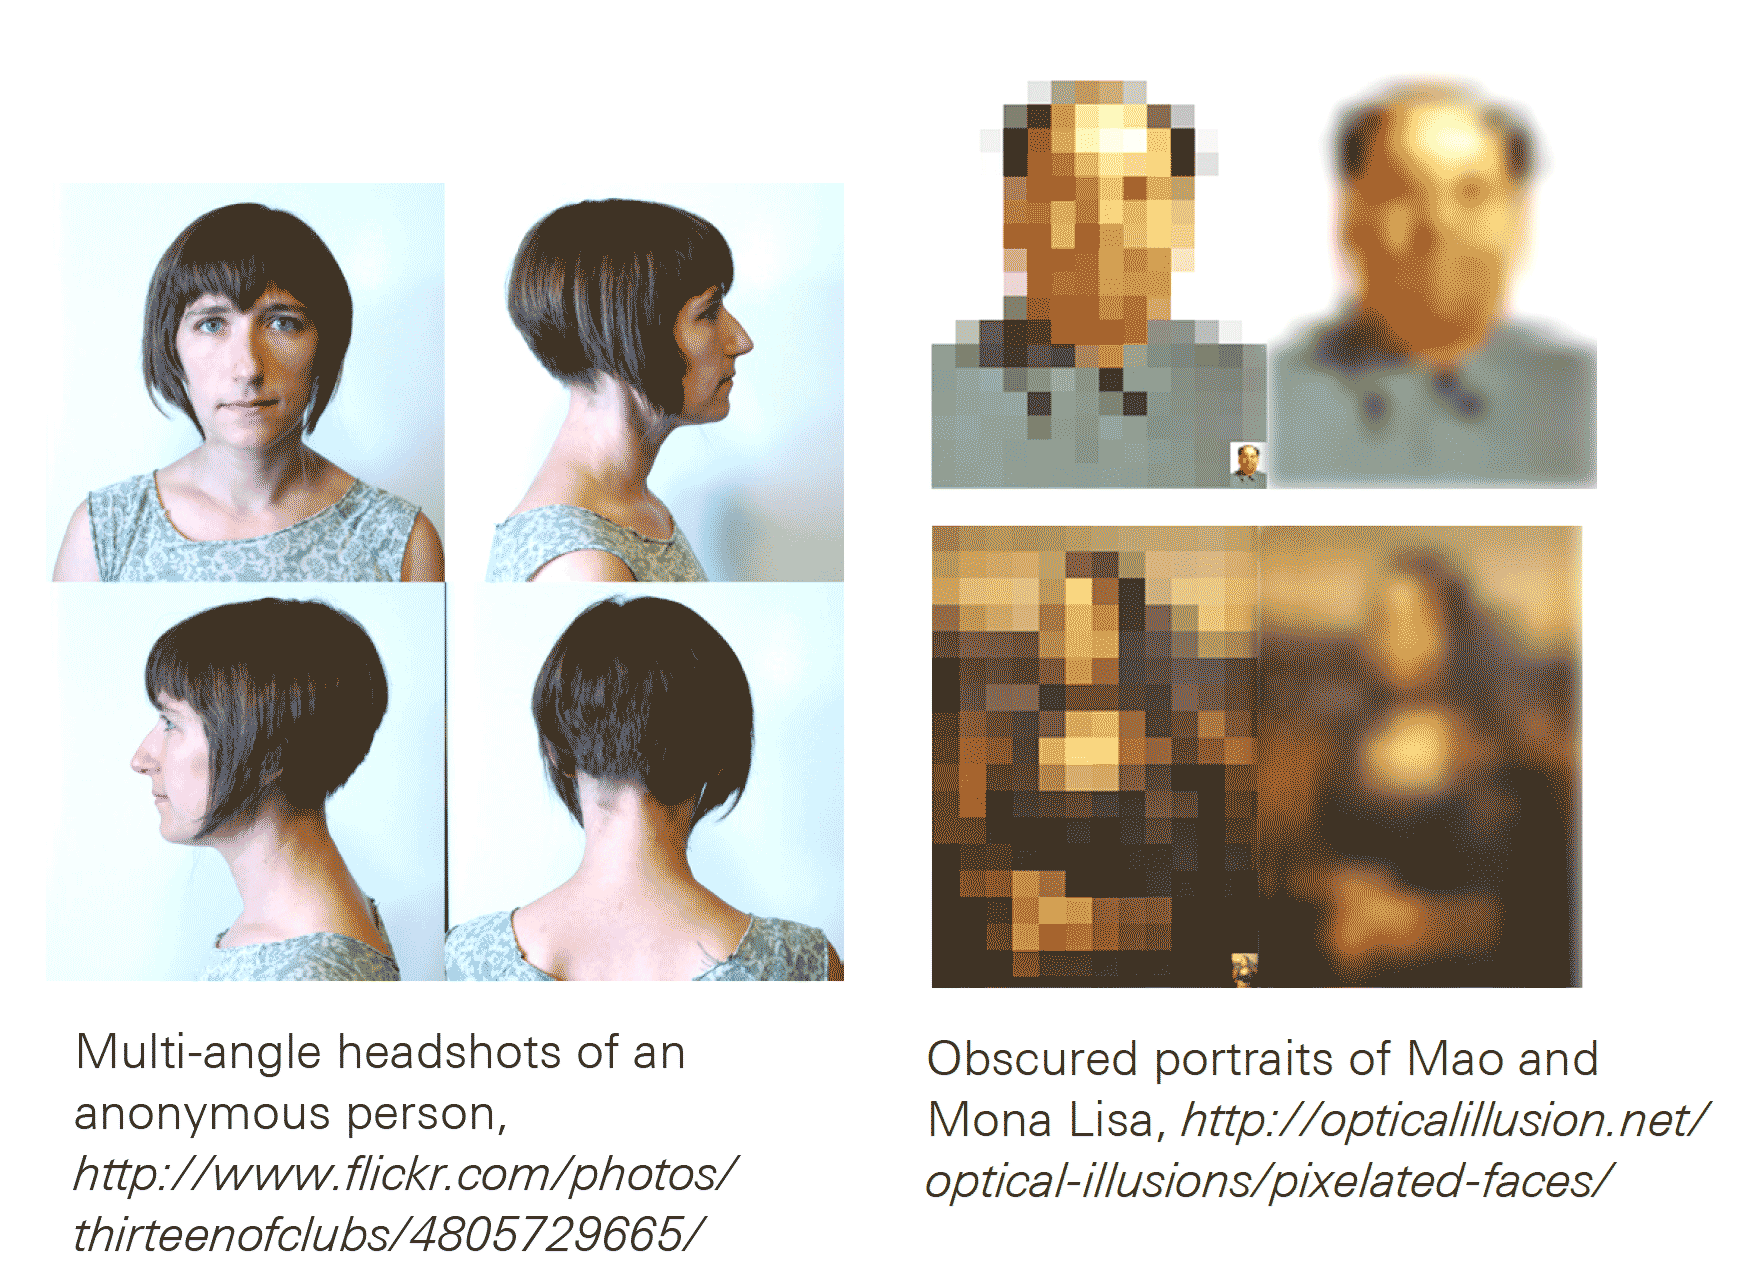 Multi-angle headshots of an
anonymous person,
http://www.flickr.com/photos/
thirteenofclubs/4805729665/
Obscured portraits of Mao and
Mona Lisa, http://opticalillusion.net/
optical-illusions/pixelated-faces/